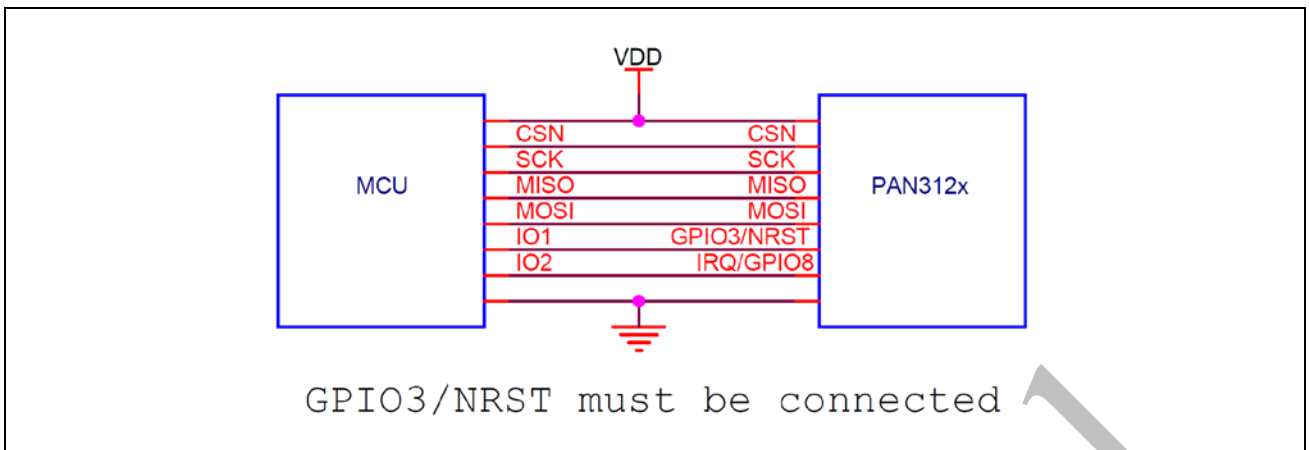 VDD
CSN CSN
SCK SCK
MCU MISO MISO PAN312x
MOSI MOSI
IO1 GPIO3/NRST
IO2 IRQ/GPIO8
GPIO3/NRST must be connected